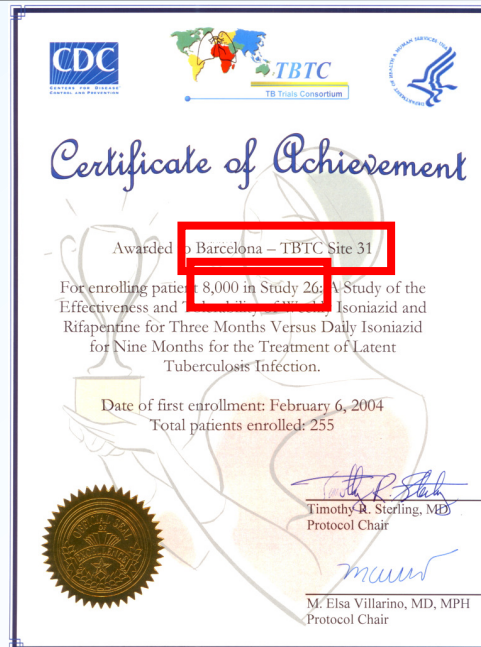 CDC
CENTERS FOR DISEASE
CONTROL AND PREVENTION
TBTC
TB Trials Consortium
Certificate of Achievement
Awarded to Barcelona – TBTC Site 31
For enrolling patient 8,000 in Study 26: A Study of the
Effectiveness and Tolerability of Weekly Isoniazid and
Rifapentine for Three Months Versus Daily Isoniazid
for Nine Months for the Treatment of Latent
Tuberculosis Infection.
Date of first enrollment: February 6, 2004
Total patients enrolled: 255
Timothy R. Sterling, MD
Protocol Chair
M. Elsa Villarino, MD, MPH
Protocol Chair